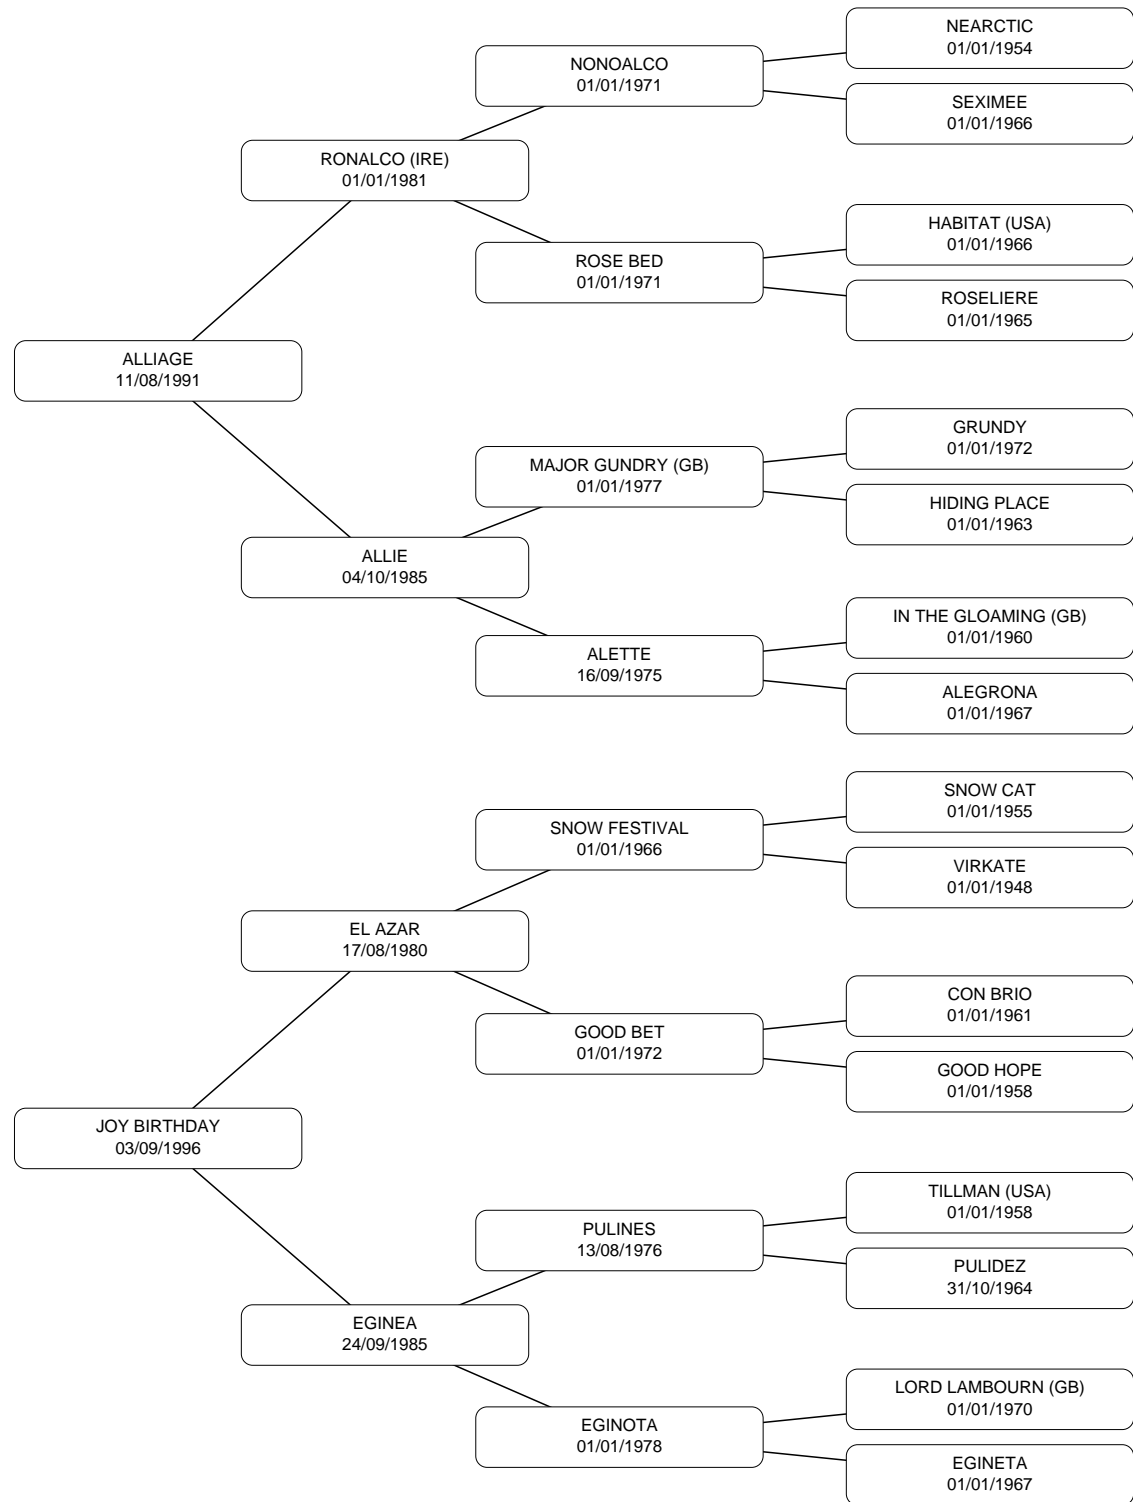 NEARCTIC
01/01/1954
NONOALCO
01/01/1971
SEXIMEE
01/01/1966
RONALCO (IRE)
01/01/1981
HABITAT (USA)
01/01/1966
ROSE BED
01/01/1971
ROSELIERE
01/01/1965
ALLIAGE
11/08/1991
GRUNDY
01/01/1972
MAJOR GUNDRY (GB)
01/01/1977
HIDING PLACE
01/01/1963
ALLIE
04/10/1985
IN THE GLOAMING (GB)
01/01/1960
ALETTE
16/09/1975
ALEGRONA
01/01/1967
SNOW CAT
01/01/1955
SNOW FESTIVAL
01/01/1966
VIRKATE
01/01/1948
EL AZAR
17/08/1980
CON BRIO
01/01/1961
GOOD BET
01/01/1972
GOOD HOPE
01/01/1958
JOY BIRTHDAY
03/09/1996
TILLMAN (USA)
01/01/1958
PULINES
13/08/1976
PULIDEZ
31/10/1964
EGINEA
24/09/1985
LORD LAMBOURN (GB)
01/01/1970
EGINOTA
01/01/1978
EGINETA
01/01/1967